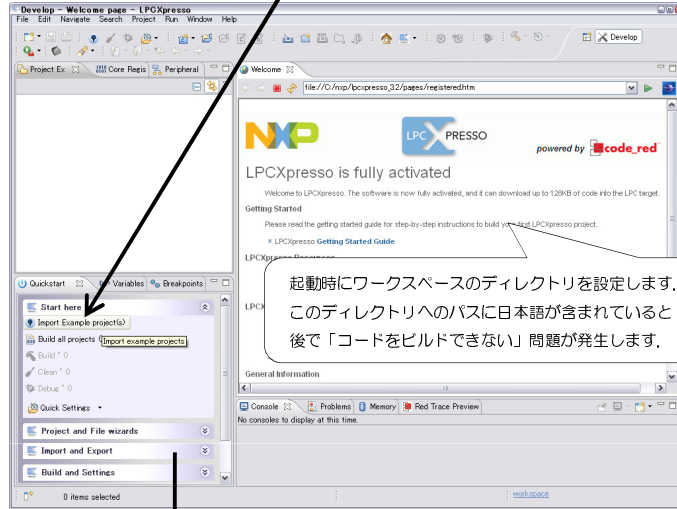 Develop - Welcome page - LPCXpresso
File Edit Navigate Search Project Run Window Help
Develop
Project Ex Core Regis Peripheral
Welcome
file://C:/nxp/lpcxpresso_3.2/pages/registered.htm
NXP
LPC XPRESSO
powered by code_red
LPCXpresso is fully activated
Welcome to LPCXpresso. The software is now fully activated, and it can download up to 128KB of code into the LPC target.
Getting Started
Please read the getting started guide for step-by-step instructions to build your first LPCXpresso project.
LPCXpresso Getting Started Guide
LPCXpresso Resources
起動時にワークスペースのディレクトリを設定します.
このディレクトリへのパスに日本語が含まれていると
後で「コードをビルドできない」問題が発生します.
LPCX
General Information
Quickstart Variables Breakpoints
Start here
Import Example project(s)
Build all projects
Import example projects
Build '' 0
Clean '' 0
Debug '' 0
Quick Settings
Project and File wizards
Import and Export
Build and Settings
Console Problems Memory Red Trace Preview
No consoles to display at this time.
0 items selected
workspace